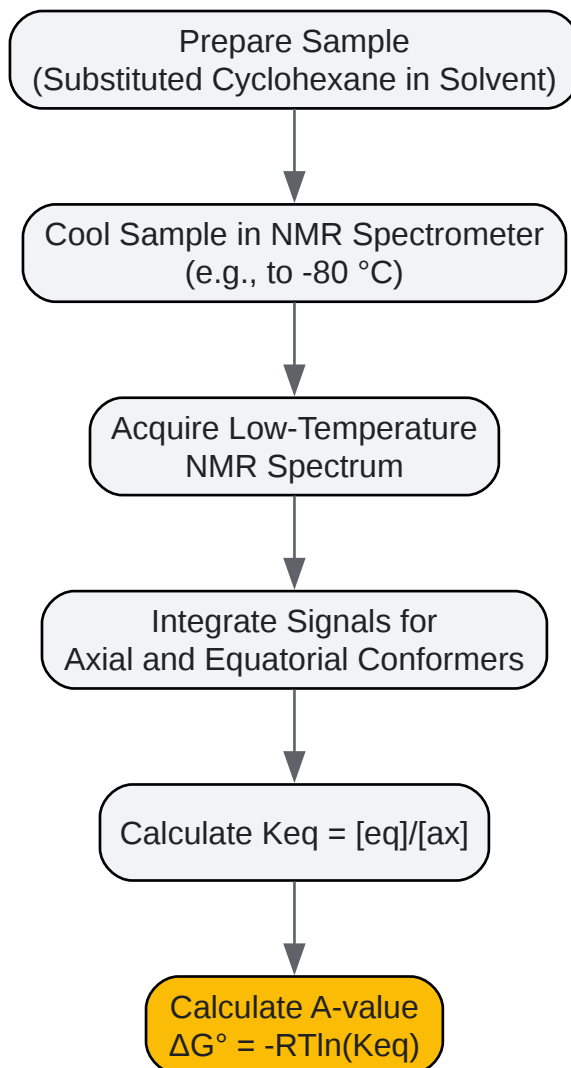 Prepare Sample
(Substituted Cyclohexane in Solvent)
Cool Sample in NMR Spectrometer
(e.g., to -80 °C)
Acquire Low-Temperature
NMR Spectrum
Integrate Signals for
Axial and Equatorial Conformers
Calculate Keq = [eq]/[ax]
Calculate A-value
ΔG° = -RTln(Keq)